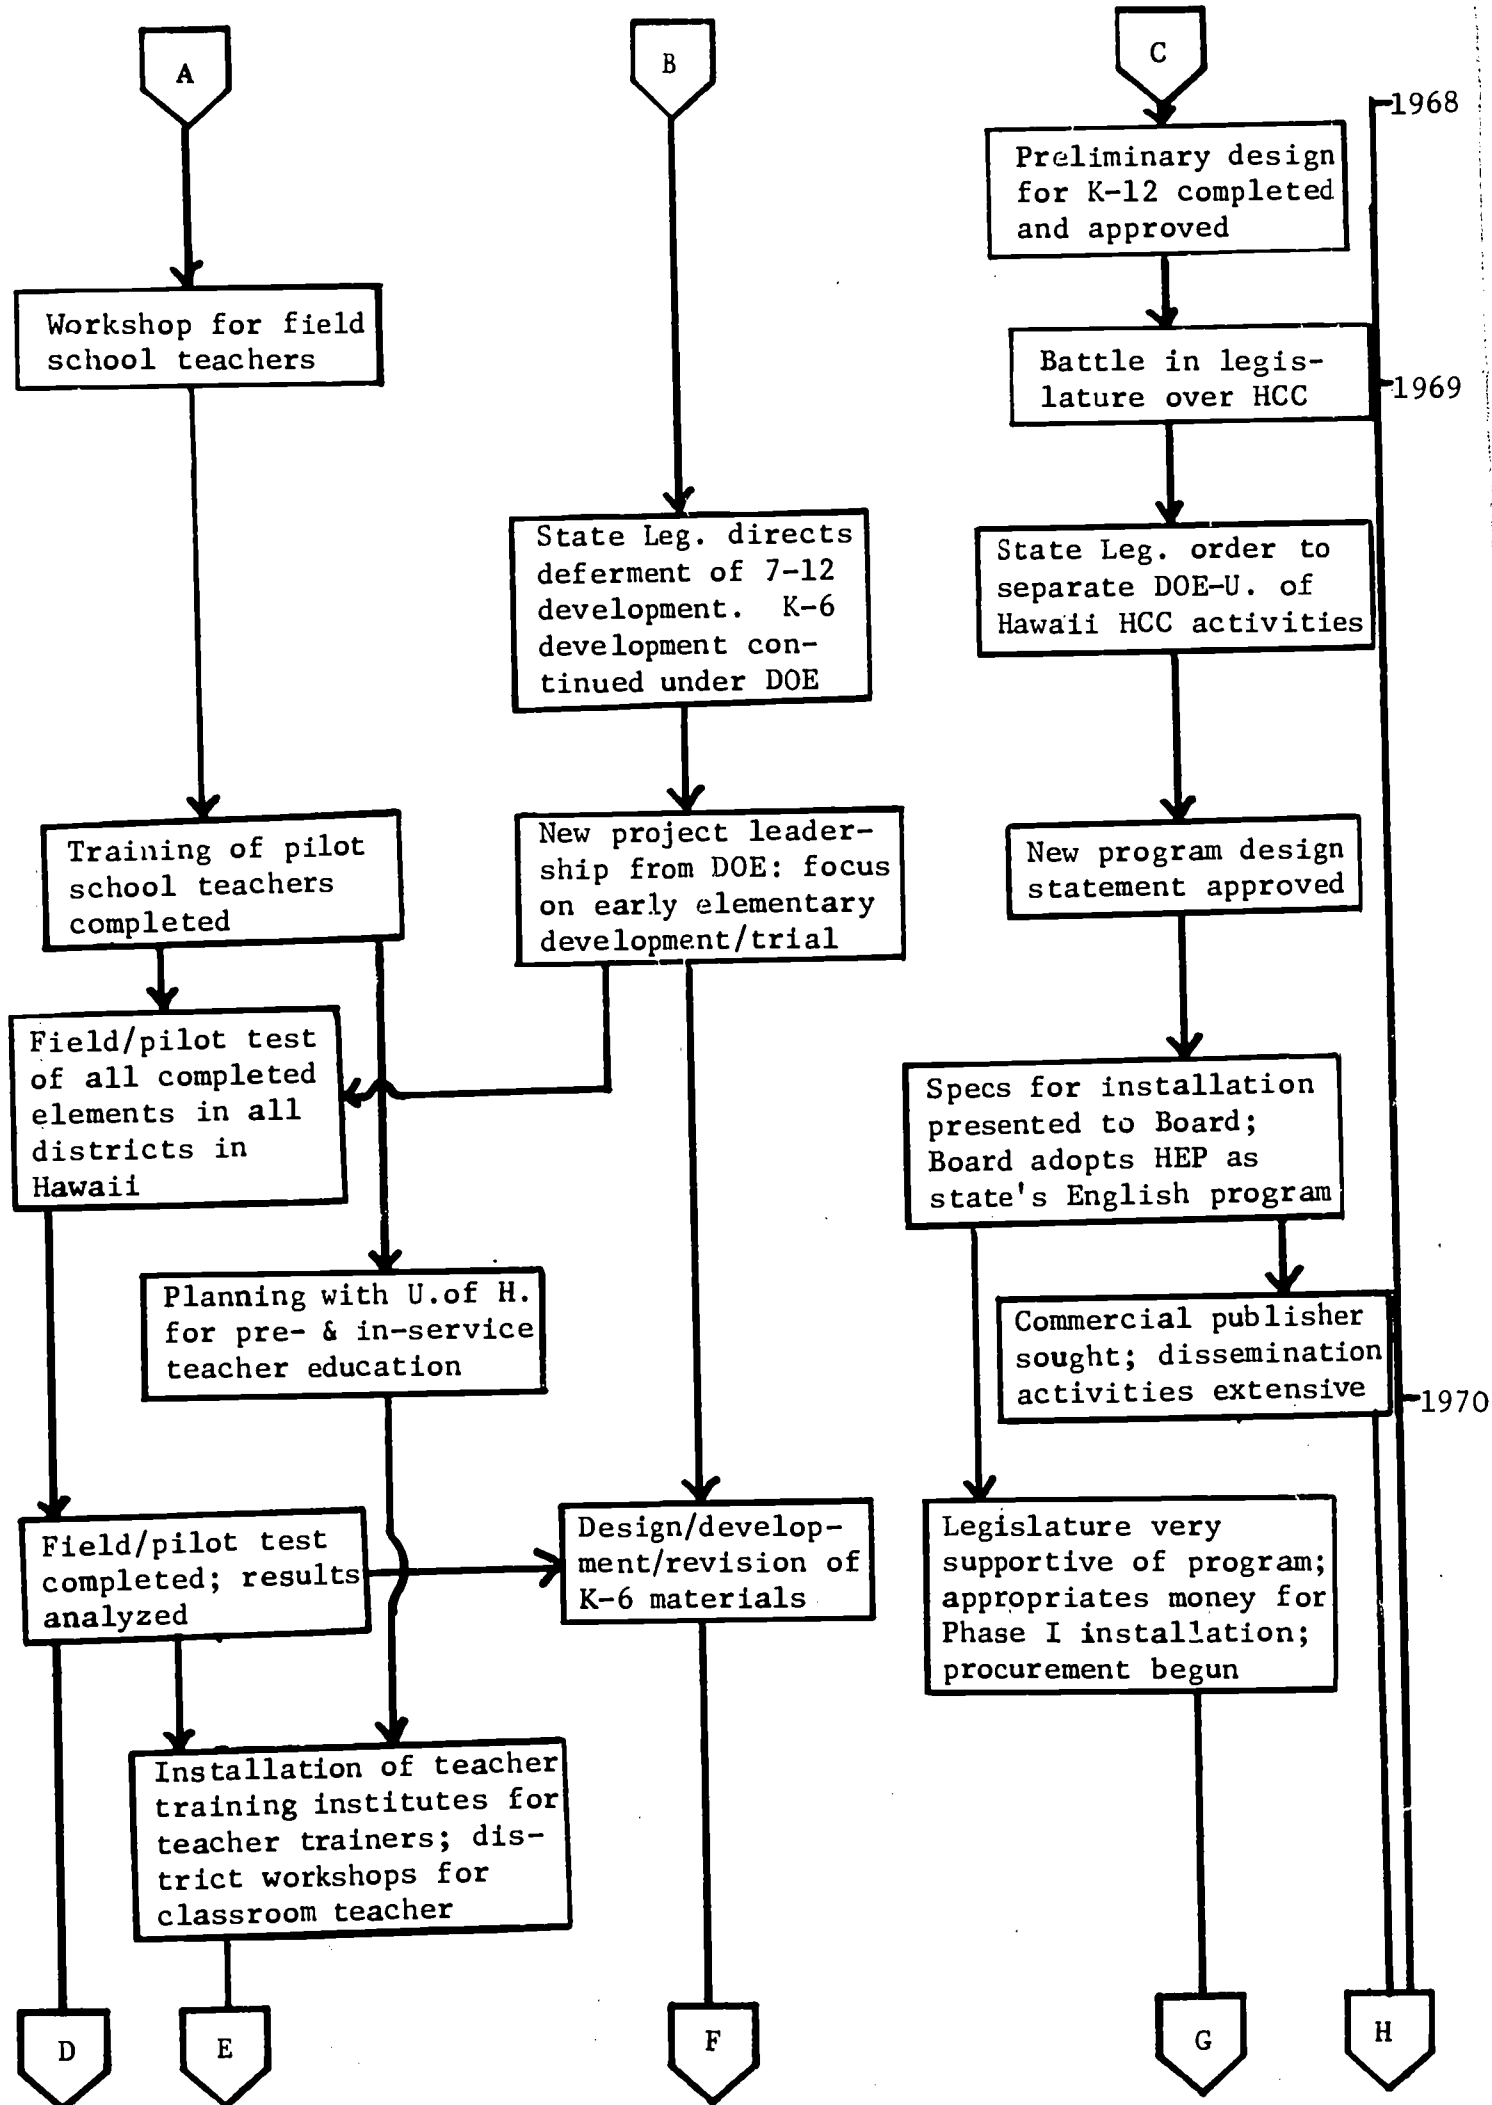 A
B
C
1968
Preliminary design
for K-12 completed
and approved
Workshop for field
school teachers
Battle in legis-
lature over HCC
1969
State Leg. directs
deferment of 7-12
development. K-6
development con-
tinued under DOE
State Leg. order to
separate DOE-U. of
Hawaii HCC activities
Training of pilot
school teachers
completed
New project leader-
ship from DOE: focus
on early elementary
development/trial
New program design
statement approved
Field/pilot test
of all completed
elements in all
districts in
Hawaii
Specs for installation
presented to Board;
Board adopts HEP as
state's English program
Planning with U.of H.
for pre- & in-service
teacher education
Commercial publisher
sought; dissemination
activities extensive
1970
Field/pilot test
completed; results
analyzed
Design/develop-
ment/revision of
K-6 materials
Legislature very
supportive of program;
appropriates money for
Phase I installation;
procurement begun
Installation of teacher
training institutes for
teacher trainers; dis-
trict workshops for
classroom teacher
D
E
F
G
H